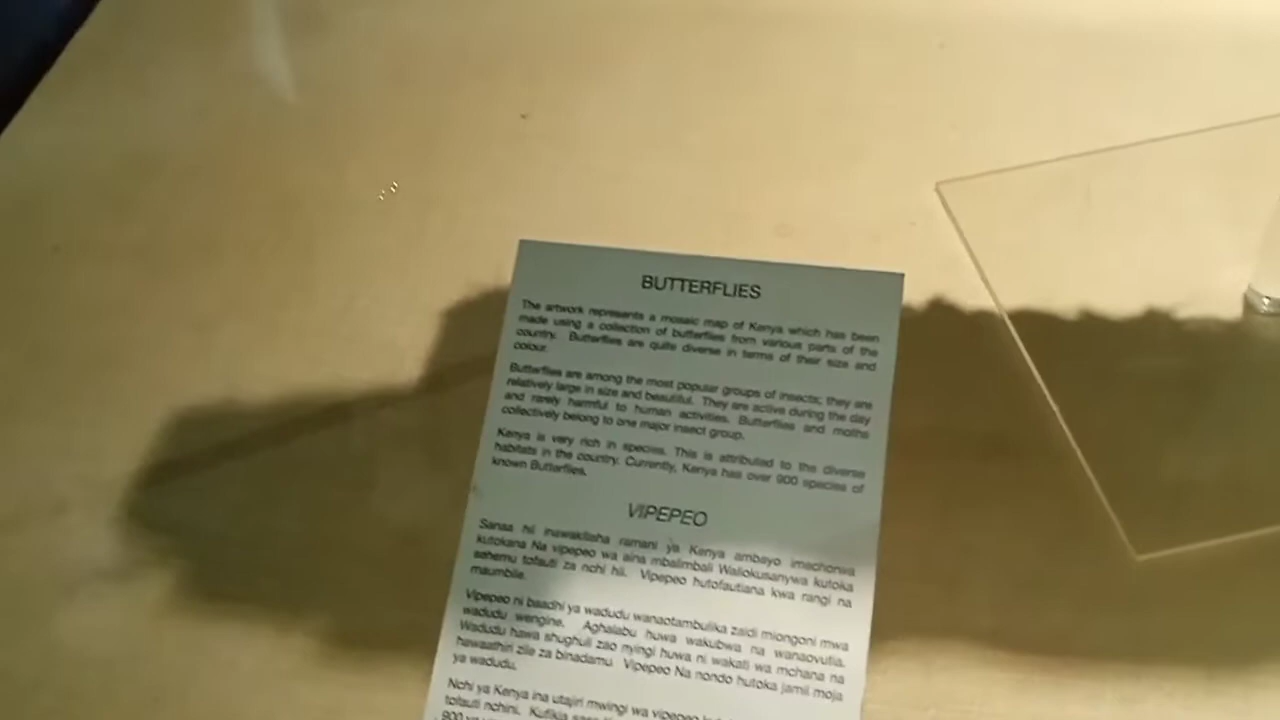 BUTTERFLIES
The artwork represents a mosaic map of Kenya which has been
made using a collection of butterflies from various parts of the
country. Butterflies are quite diverse in terms of their size and
colour.
Butterflies are among the most popular groups of insects; they are
relatively large in size and beautiful. They are active during the day
and rarely harmful to human activities. Butterflies and moths
collectively belong to one major insect group.
Kenya is very rich in species. This is attributed to the diverse
habitats in the country. Currently, Kenya has over 900 species of
known Butterflies.
VIPEPEO
Sanaa hii inawakilisha ramani ya Kenya ambayo imechorwa
kutokana Na vipepeo wa aina mbalimbali Waliokusanywa kutoka
sehemu tofauti za nchi hii. Vipepeo hutofautiana kwa rangi na
maumbile.
Vipepeo ni baadhi ya wadudu wanaotambulika zaidi miongoni mwa
wadudu wengine. Aghalabu huwa wakubwa na wanaovutia.
Wadudu hawa shughuli zao nyingi huwa ni wakati wa mchana na
hawaathiri zile za binadamu. Vipepeo Na nondo hutoka jamii moja
ya wadudu.
Nchi ya Kenya ina utajiri mwingi wa vipepeo
tofauti nchini. Kufikia
900